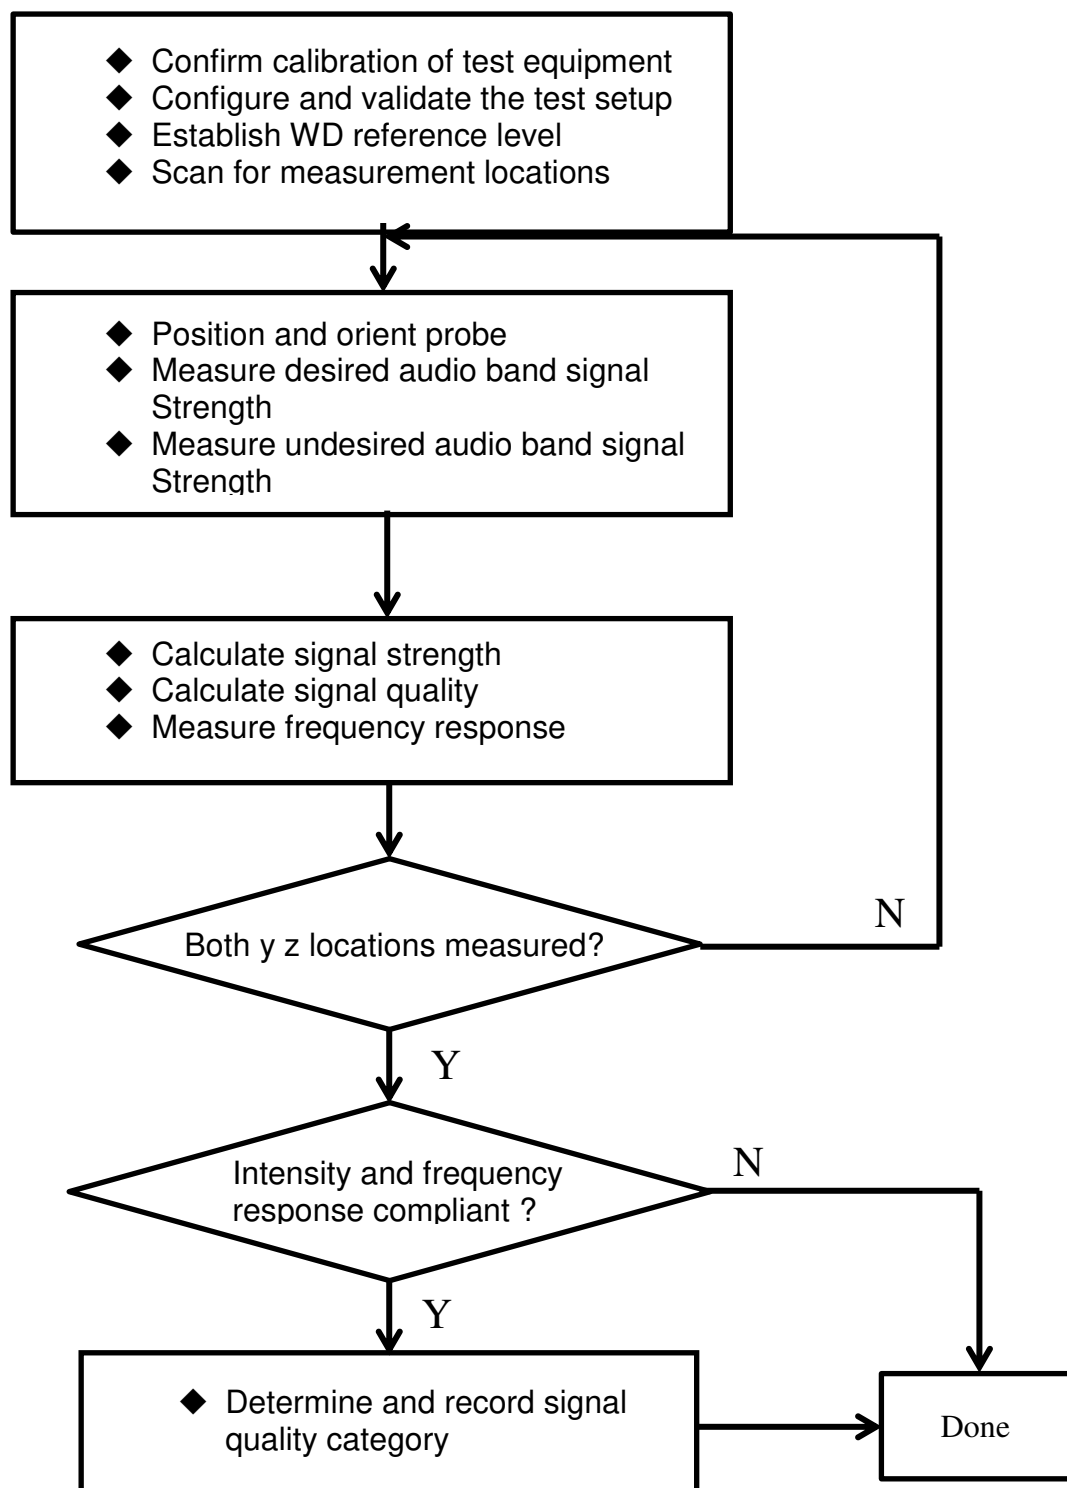 ◆ Confirm calibration of test equipment
◆ Configure and validate the test setup
◆ Establish WD reference level
◆ Scan for measurement locations
◆ Position and orient probe
◆ Measure desired audio band signal
Strength
◆ Measure undesired audio band signal
Strength
◆ Calculate signal strength
◆ Calculate signal quality
◆ Measure frequency response
Both y z locations measured?
N
Y
Intensity and frequency
response compliant ?
N
Y
◆ Determine and record signal
quality category
Done